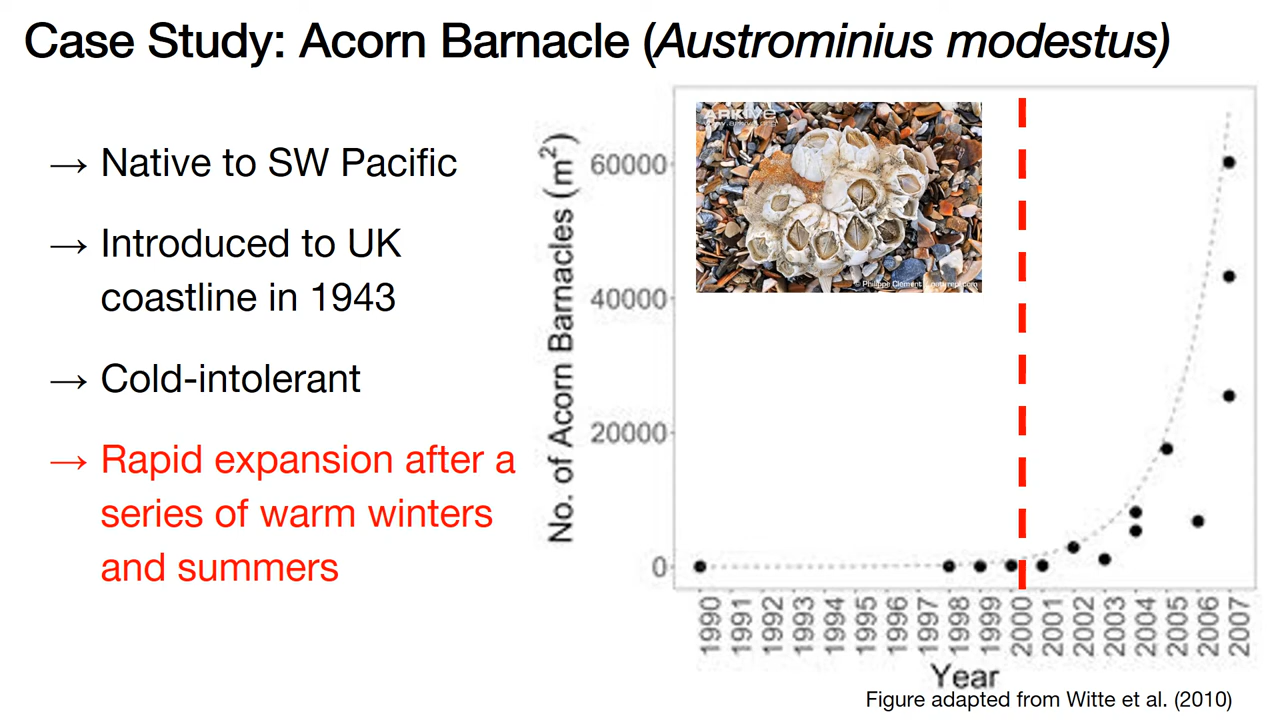 Case Study: Acorn Barnacle (Austrominius modestus)
→ Native to SW Pacific
→ Introduced to UK
coastline in 1943
→ Cold-intolerant
→ Rapid expansion after a
series of warm winters
and summers
No. of Acorn Barnacles (m²)
60000
40000
20000
0
ARKIVE
www.arkive.org
1990
1991
1992
1993
1994
1995
1996
1997
1998
1999
2000
2001
2002
2003
2004
2005
2006
2007
Year
Figure adapted from Witte et al. (2010)